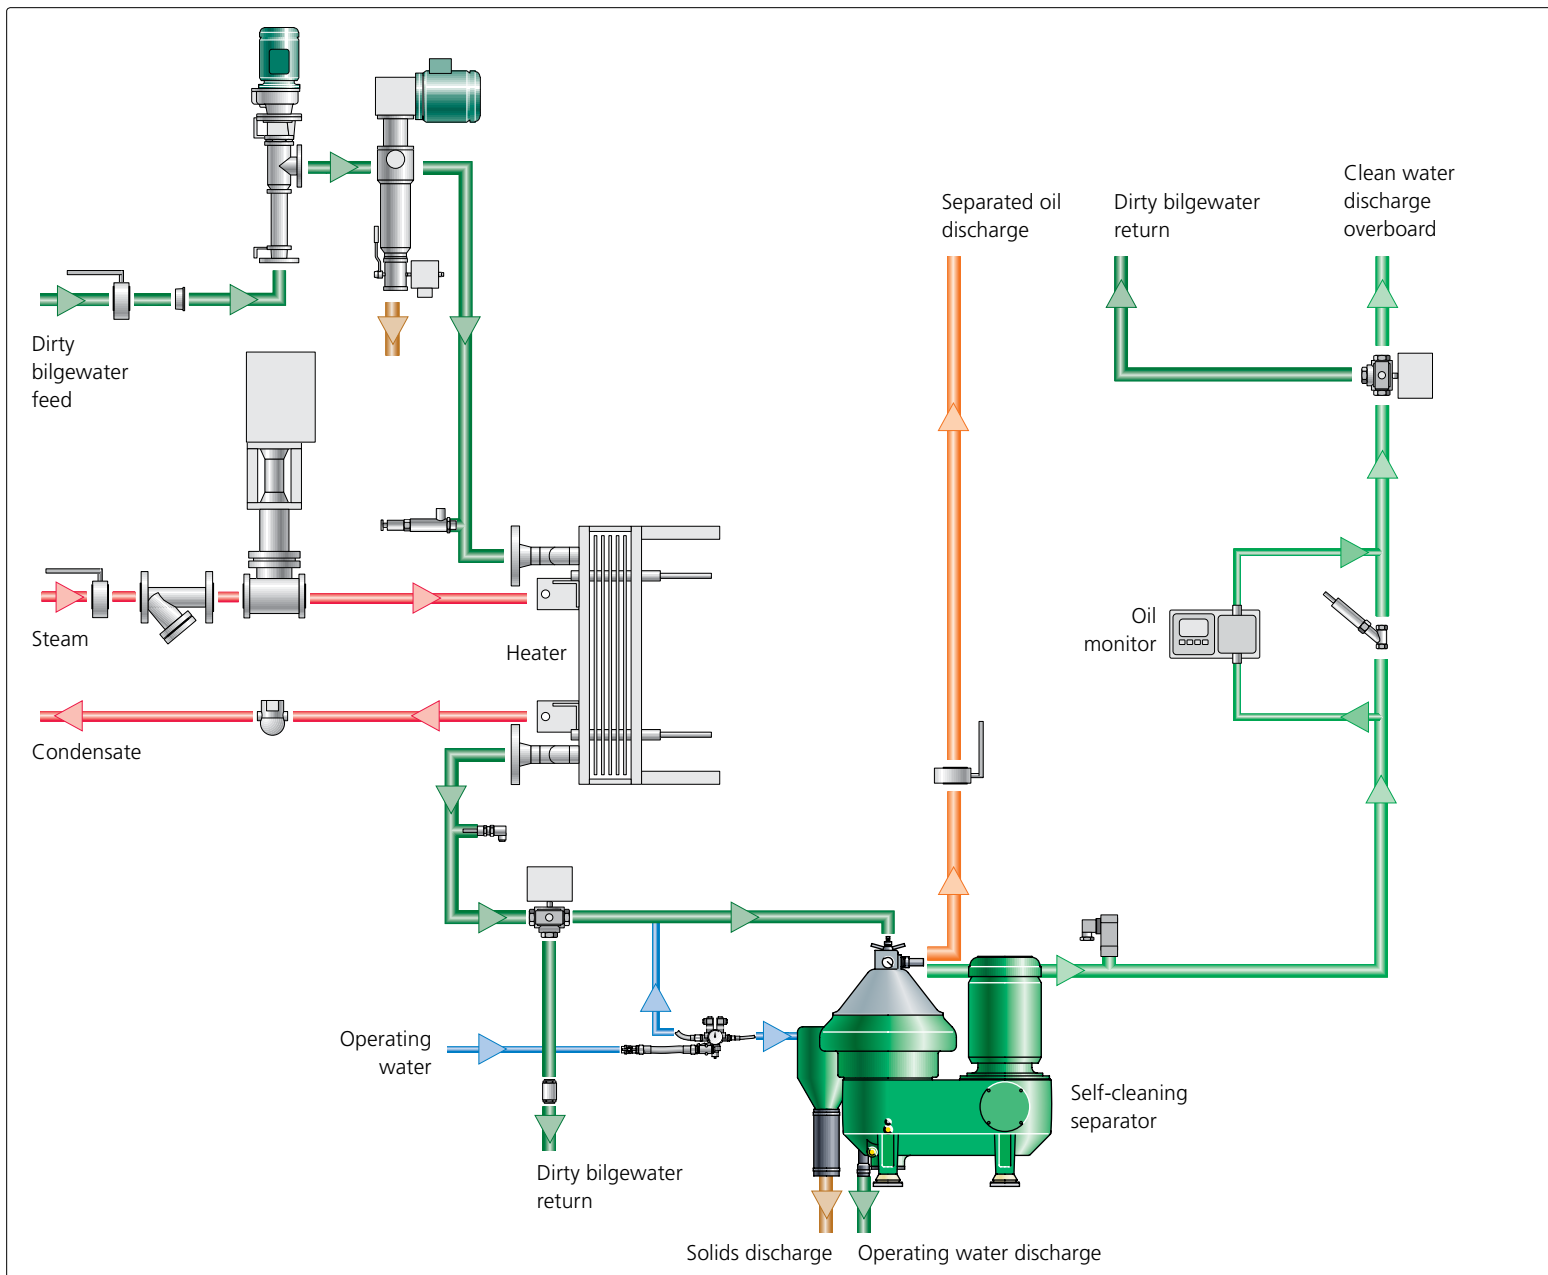 Dirty
bilgewater
feed
Separated oil
discharge
Dirty bilgewater
return
Clean water
discharge
overboard
Steam
Heater
Oil
monitor
Condensate
Operating
water
Self-cleaning
separator
Dirty bilgewater
return
Solids discharge
Operating water discharge